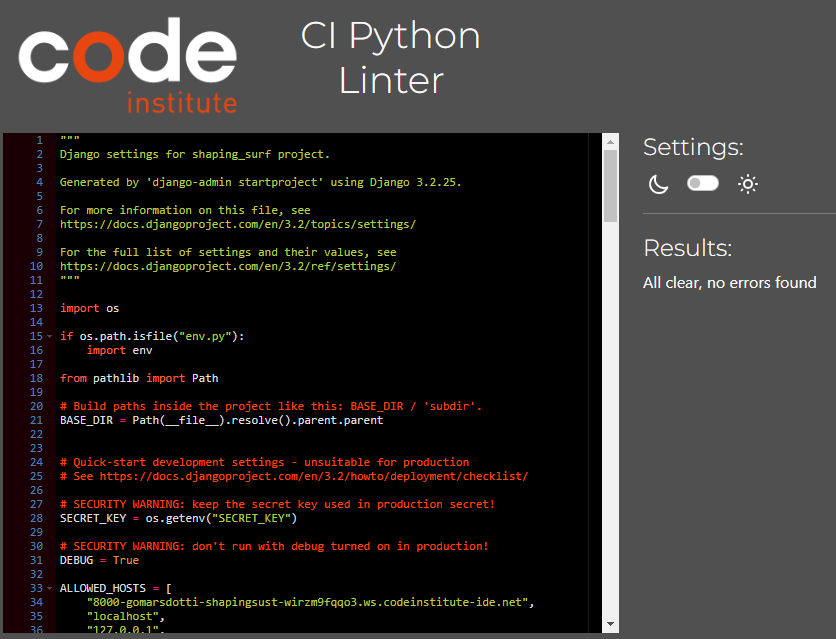 code
institute
CI Python
Linter
1 """
2 Django settings for shaping_surf project.
3
4 Generated by 'django-admin startproject' using Django 3.2.25.
5
6 For more information on this file, see
7 https://docs.djangoproject.com/en/3.2/topics/settings/
8
9 For the full list of settings and their values, see
10 https://docs.djangoproject.com/en/3.2/ref/settings/
11 """
12
13 import os
14
15 if os.path.isfile("env.py"):
16     import env
17
18 from pathlib import Path
19
20 # Build paths inside the project like this: BASE_DIR / 'subdir'.
21 BASE_DIR = Path(__file__).resolve().parent.parent
22
23
24 # Quick-start development settings - unsuitable for production
25 # See https://docs.djangoproject.com/en/3.2/howto/deployment/checklist/
26
27 # SECURITY WARNING: keep the secret key used in production secret!
28 SECRET_KEY = os.getenv("SECRET_KEY")
29
30 # SECURITY WARNING: don't run with debug turned on in production!
31 DEBUG = True
32
33 ALLOWED_HOSTS = [
34     "8000-gomarsdotti-shapingsust-wirzm9fqqo3.ws.codeinstitute-ide.net",
35     "localhost",
36     "127.0.0.1",
Settings:
Results:
All clear, no errors found